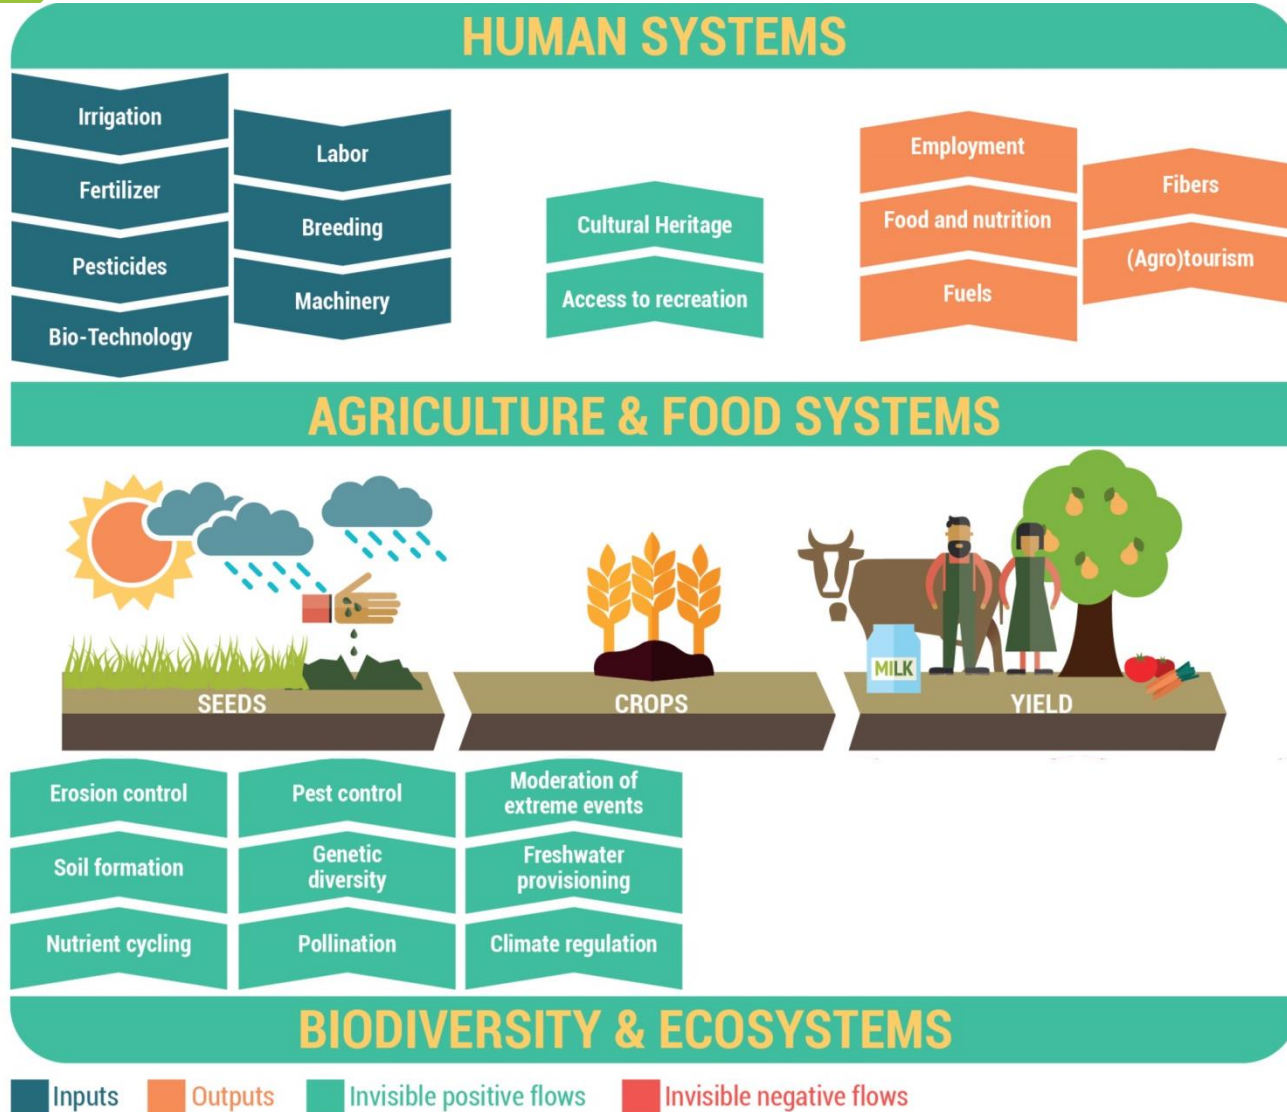 HUMAN SYSTEMS
Irrigation
Fertilizer
Pesticides
Bio-Technology
Labor
Breeding
Machinery
Cultural Heritage
Access to recreation
Employment
Food and nutrition
Fuels
Fibers
(Agro)tourism
AGRICULTURE & FOOD SYSTEMS
MILK
SEEDS
CROPS
YIELD
Erosion control
Soil formation
Nutrient cycling
Pest control
Genetic
diversity
Pollination
Moderation of
extreme events
Freshwater
provisioning
Climate regulation
BIODIVERSITY & ECOSYSTEMS
Inputs
Outputs
Invisible positive flows
Invisible negative flows